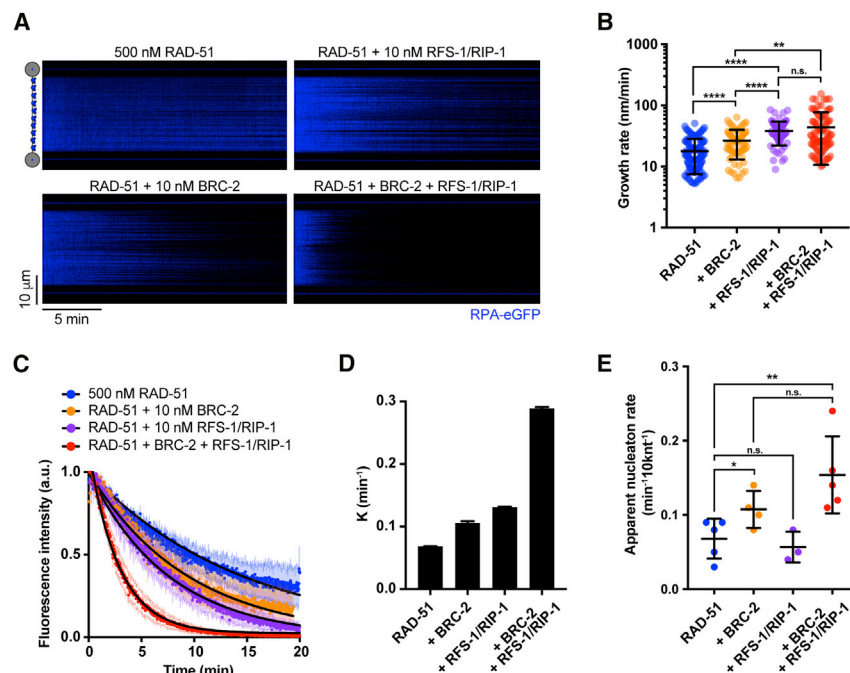 A
500 nM RAD-51
RAD-51 + 10 nM RFS-1/RIP-1
RAD-51 + 10 nM BRC-2
RAD-51 + BRC-2 + RFS-1/RIP-1
10 μm
5 min
RPA-eGFP
B
Growth rate (nm/min)
1000
100
10
1
**
****
n.s.
****
****
RAD-51
+ BRC-2
+ RFS-1/RIP-1
+ BRC-2
+ RFS-1/RIP-1
C
500 nM RAD-51
RAD-51 + 10 nM BRC-2
RAD-51 + 10 nM RFS-1/RIP-1
RAD-51 + BRC-2 + RFS-1/RIP-1
Fluorescence intensity (a.u.)
1.0
0.5
0.0
0
5
10
15
20
Time (min)
D
K (min-1)
0.3
0.2
0.1
0.0
RAD-51
+ BRC-2
+ RFS-1/RIP-1
+ BRC-2
+ RFS-1/RIP-1
E
Apparent nucleaton rate
(min-110knt-1)
0.3
0.2
0.1
0.0
**
n.s.
n.s.
*
RAD-51
+ BRC-2
+ RFS-1/RIP-1
+ BRC-2
+ RFS-1/RIP-1